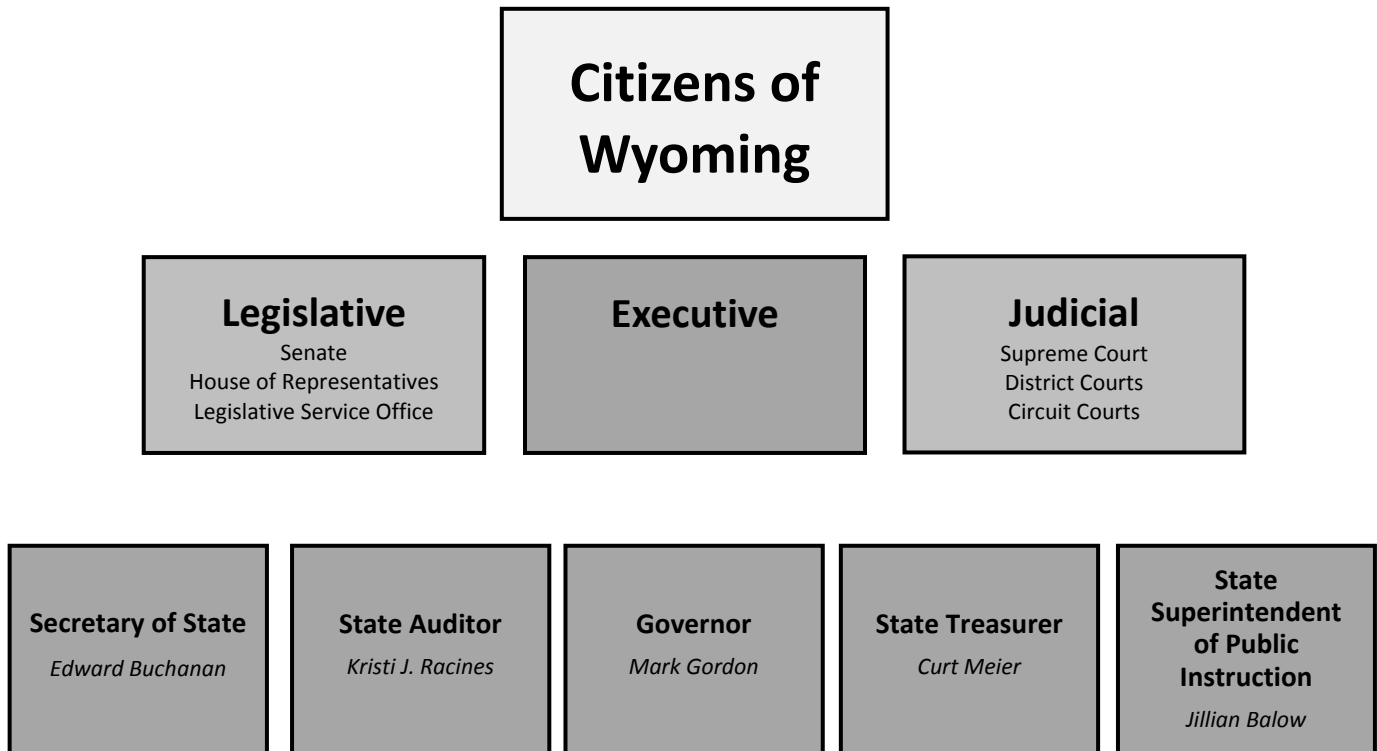 Citizens of
Wyoming
Legislative
Senate
House of Representatives
Legislative Service Office
Executive
Judicial
Supreme Court
District Courts
Circuit Courts
Secretary of State
Edward Buchanan
State Auditor
Kristi J. Racines
Governor
Mark Gordon
State Treasurer
Curt Meier
State
Superintendent
of Public
Instruction
Jillian Balow